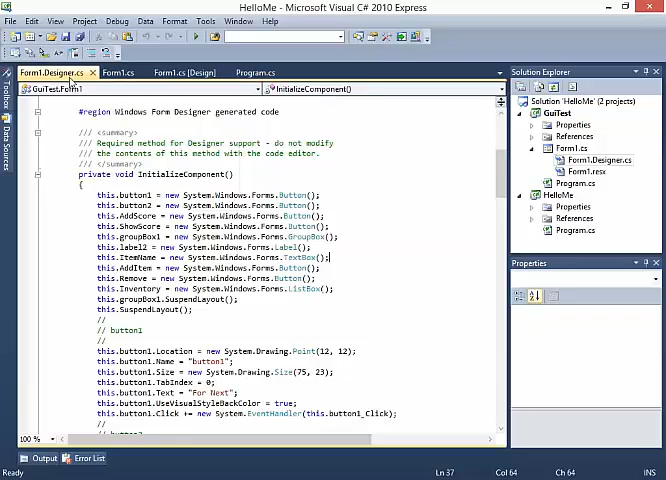 HelloMe - Microsoft Visual C# 2010 Express
File Edit View Project Debug Data Format Tools Window Help
Form1.Designer.cs Form1.cs Form1.cs [Design] Program.cs
GuiTest.Form1 InitializeComponent()
Toolbox
Data Sources
#region Windows Form Designer generated code
/// <summary>
/// Required method for Designer support - do not modify
/// the contents of this method with the code editor.
/// </summary>
private void InitializeComponent()
{
this.button1 = new System.Windows.Forms.Button();
this.button2 = new System.Windows.Forms.Button();
this.AddScore = new System.Windows.Forms.Button();
this.ShowScore = new System.Windows.Forms.Button();
this.groupBox1 = new System.Windows.Forms.GroupBox();
this.label2 = new System.Windows.Forms.Label();
this.ItemName = new System.Windows.Forms.TextBox();
this.AddItem = new System.Windows.Forms.Button();
this.Remove = new System.Windows.Forms.Button();
this.Inventory = new System.Windows.Forms.ListBox();
this.groupBox1.SuspendLayout();
this.SuspendLayout();
//
// button1
//
this.button1.Location = new System.Drawing.Point(12, 12);
this.button1.Name = "button1";
this.button1.Size = new System.Drawing.Size(75, 23);
this.button1.TabIndex = 0;
this.button1.Text = "For Next";
this.button1.UseVisualStyleBackColor = true;
this.button1.Click += new System.EventHandler(this.button1_Click);
//
100 %
Solution Explorer
Solution 'HelloMe' (2 projects)
GuiTest
Properties
References
Form1.cs
Form1.Designer.cs
Form1.resx
Program.cs
HelloMe
Properties
References
Program.cs
Properties
Output Error List
Ready Ln 37 Col 64 Ch 64 INS